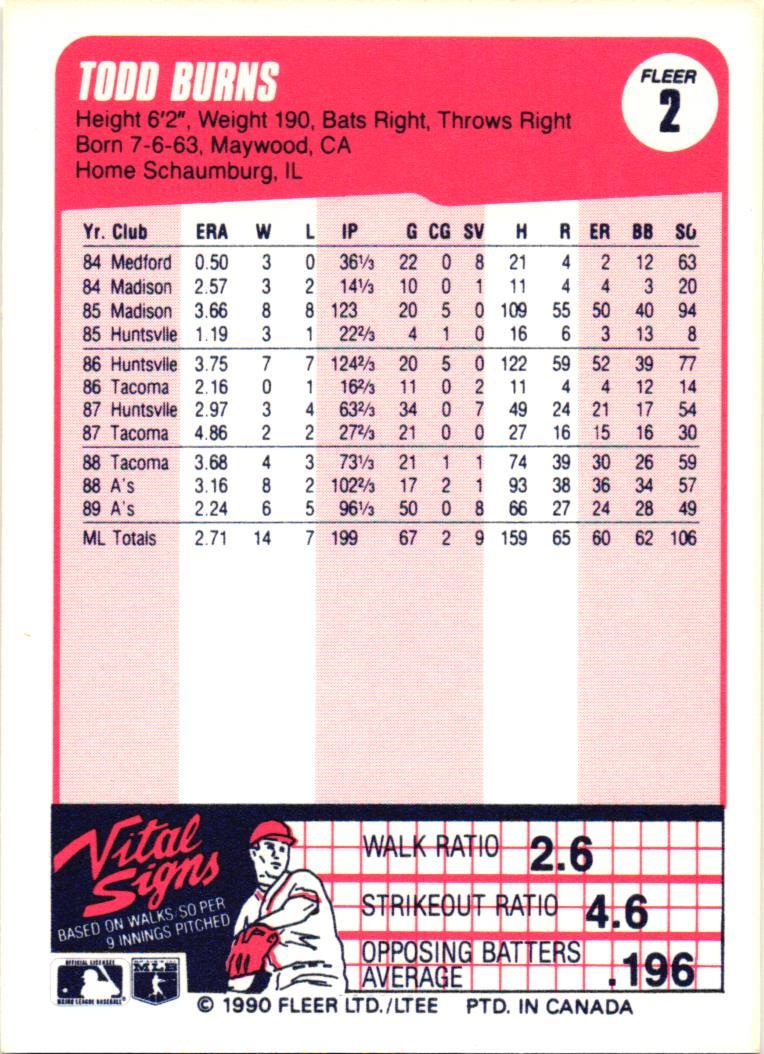 TODD BURNS
FLEER
2
Height 6'2", Weight 190, Bats Right, Throws Right
Born 7-6-63, Maywood, CA
Home Schaumburg, IL
Yr. Club ERA W L IP G CG SV H R ER BB SO
84 Medford 0.50 3 0 36⅓ 22 0 8 21 4 2 12 63
84 Madison 2.57 3 2 14⅓ 10 0 1 11 4 4 3 20
85 Madison 3.66 8 8 123 20 5 0 109 55 50 40 94
85 Huntsvlle 1.19 3 1 22⅔ 4 1 0 16 6 3 13 8
86 Huntsvlle 3.75 7 7 124⅔ 20 5 0 122 59 52 39 77
86 Tacoma 2.16 0 1 16⅔ 11 0 2 11 4 4 12 14
87 Huntsvlle 2.97 3 4 63⅔ 34 0 7 49 24 21 17 54
87 Tacoma 4.86 2 2 27⅔ 21 0 0 27 16 15 16 30
88 Tacoma 3.68 4 3 73⅓ 21 1 1 74 39 30 26 59
88 A's 3.16 8 2 102⅔ 17 2 1 93 38 36 34 57
89 A's 2.24 6 5 96⅓ 50 0 8 66 27 24 28 49
ML Totals 2.71 14 7 199 67 2 9 159 65 60 62 106
Vital
Signs
BASED ON WALKS/SO PER
9 INNINGS PITCHED
WALK RATIO 2.6
STRIKEOUT RATIO 4.6
OPPOSING BATTERS
AVERAGE .196
OFFICIAL LICENSEE
MAJOR LEAGUE BASEBALL
MLB
© 1990 FLEER LTD./LTEE PTD. IN CANADA